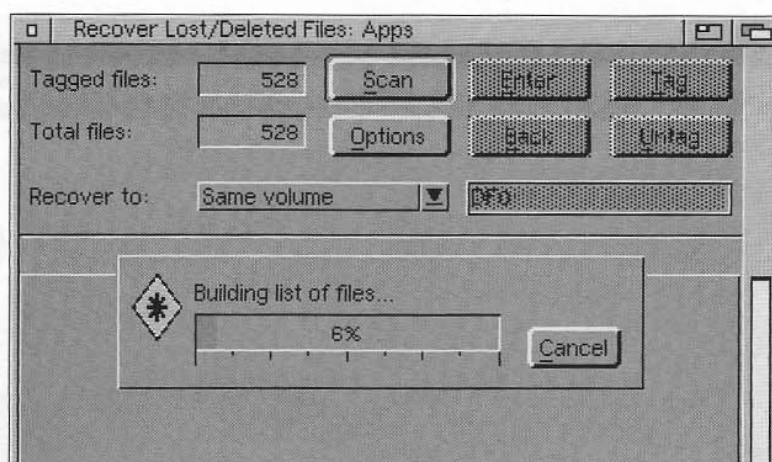 Recover Lost/Deleted Files: Apps
Tagged files: 528 Scan Enter Tag
Total files: 528 Options Back Untag
Recover to: Same volume DF0
Building list of files...
6%
Cancel